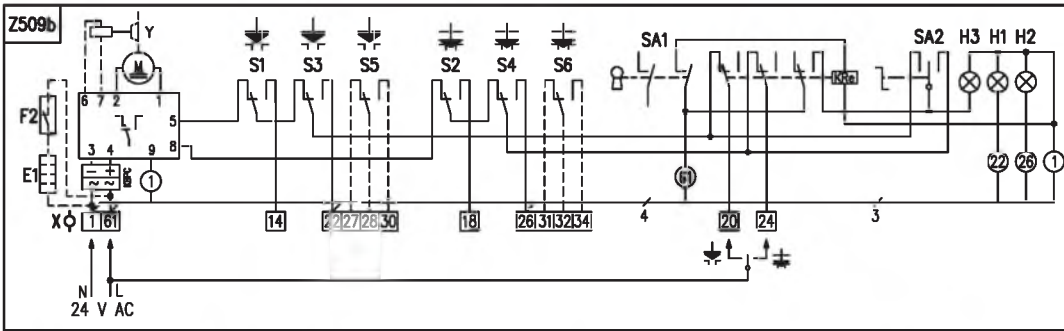 Z509b
Y
M
S1 S3 S5 S2 S4 S6
SA1
SA2 H3 H1 H2
6 7 2 1
F2
5
8
KRe
3 4 9
E1
- +
~ ~
1
61
22 26 1
4
3
X
1 61
14
22 27 28 30
18
26 31 32 34
20 24
N L
24 V AC